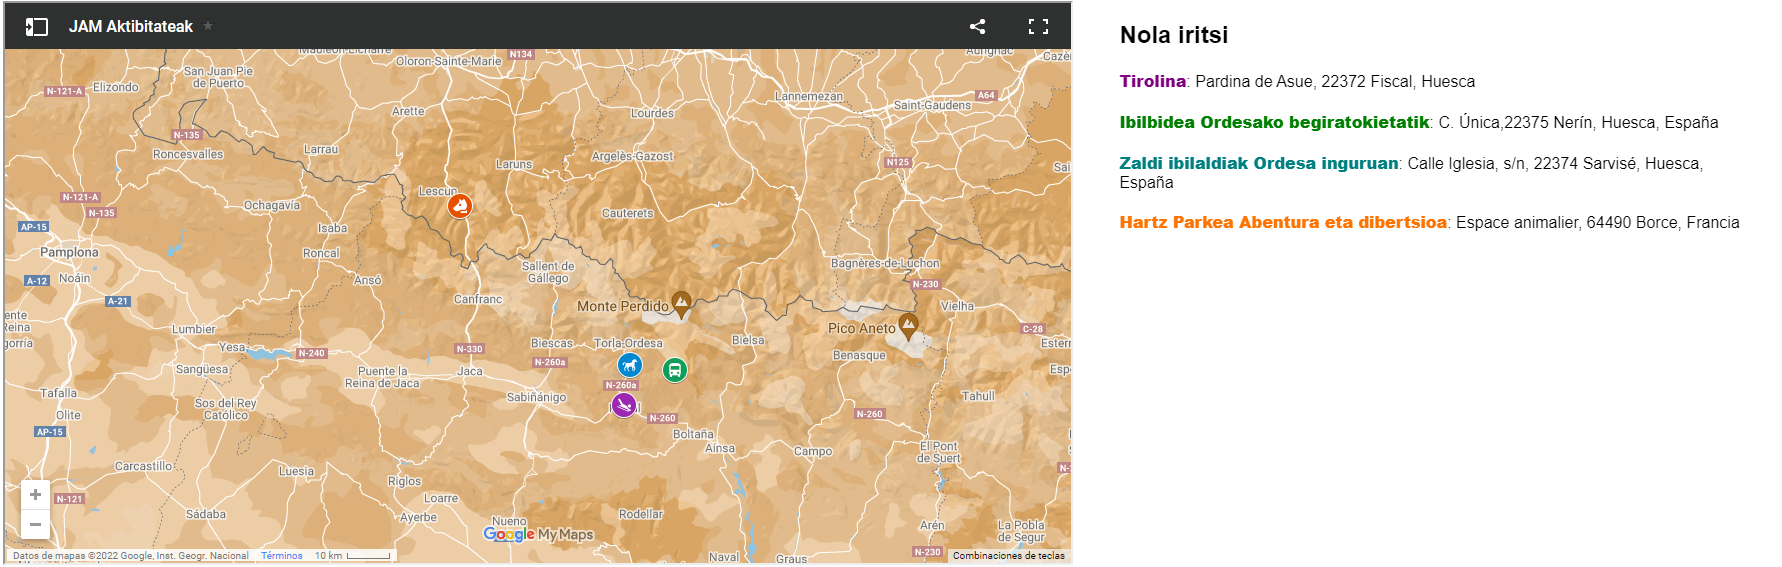 JAM Aktibitateak
Mauléon-Licharre
Oloron-Sainte-Marie
N134
Aurignac
Cazèr
San Juan Pie
de Puerto
Elizondo
N-121-A
A64
Lannemezan
Saint-Gaudens
Arette
Lourdes
N-135
Roncesvalles
Larrau
Laruns
Argelès-Gazost
N125
Sai
N-121-A
N-135
Lescun
Ochagavía
Cauterets
AP-15
Isaba
Pamplona
Roncal
Noáin
A-12
A-21
Ansó
Sallent de
Gállego
Canfranc
Bagnères-de-Luchon
N-230
Vielha
Monte Perdido
Pico Aneto
ente
Reina
gorria
Lumbier
Yesa
N-240
N-330
Biescas
Torla-Ordesa
Bielsa
Benasque
C-28
Estern
Sangüesa
Puente la
Reina de Jaca
Jaca
N-260a
N-260a
Espo
Tafalla
Olite
Sos del Rey
Católico
Sabiñánigo
N-260
N-260
Tahull
AP-15
Boltaña
Aínsa
Campo
El Pont
de Suert
Carcastillo
Luesia
Riglos
N-121
Loarre
Sádaba
Ayerbe
Nueno
Rodellar
Arén
La Pobla
de Segur
Google My Maps
Naval
Graus
N-230
Datos de mapas ©2022 Google, Inst. Geogr. Nacional
Términos
10 km
Combinaciones de teclas
Nola iritsi
Tirolina: Pardina de Asue, 22372 Fiscal, Huesca
Ibilbidea Ordesako begiratokietatik: C. Única,22375 Nerín, Huesca, España
Zaldi ibilaldiak Ordesa inguruan: Calle Iglesia, s/n, 22374 Sarvisé, Huesca,
España
Hartz Parkea Abentura eta dibertsioa: Espace animalier, 64490 Borce, Francia